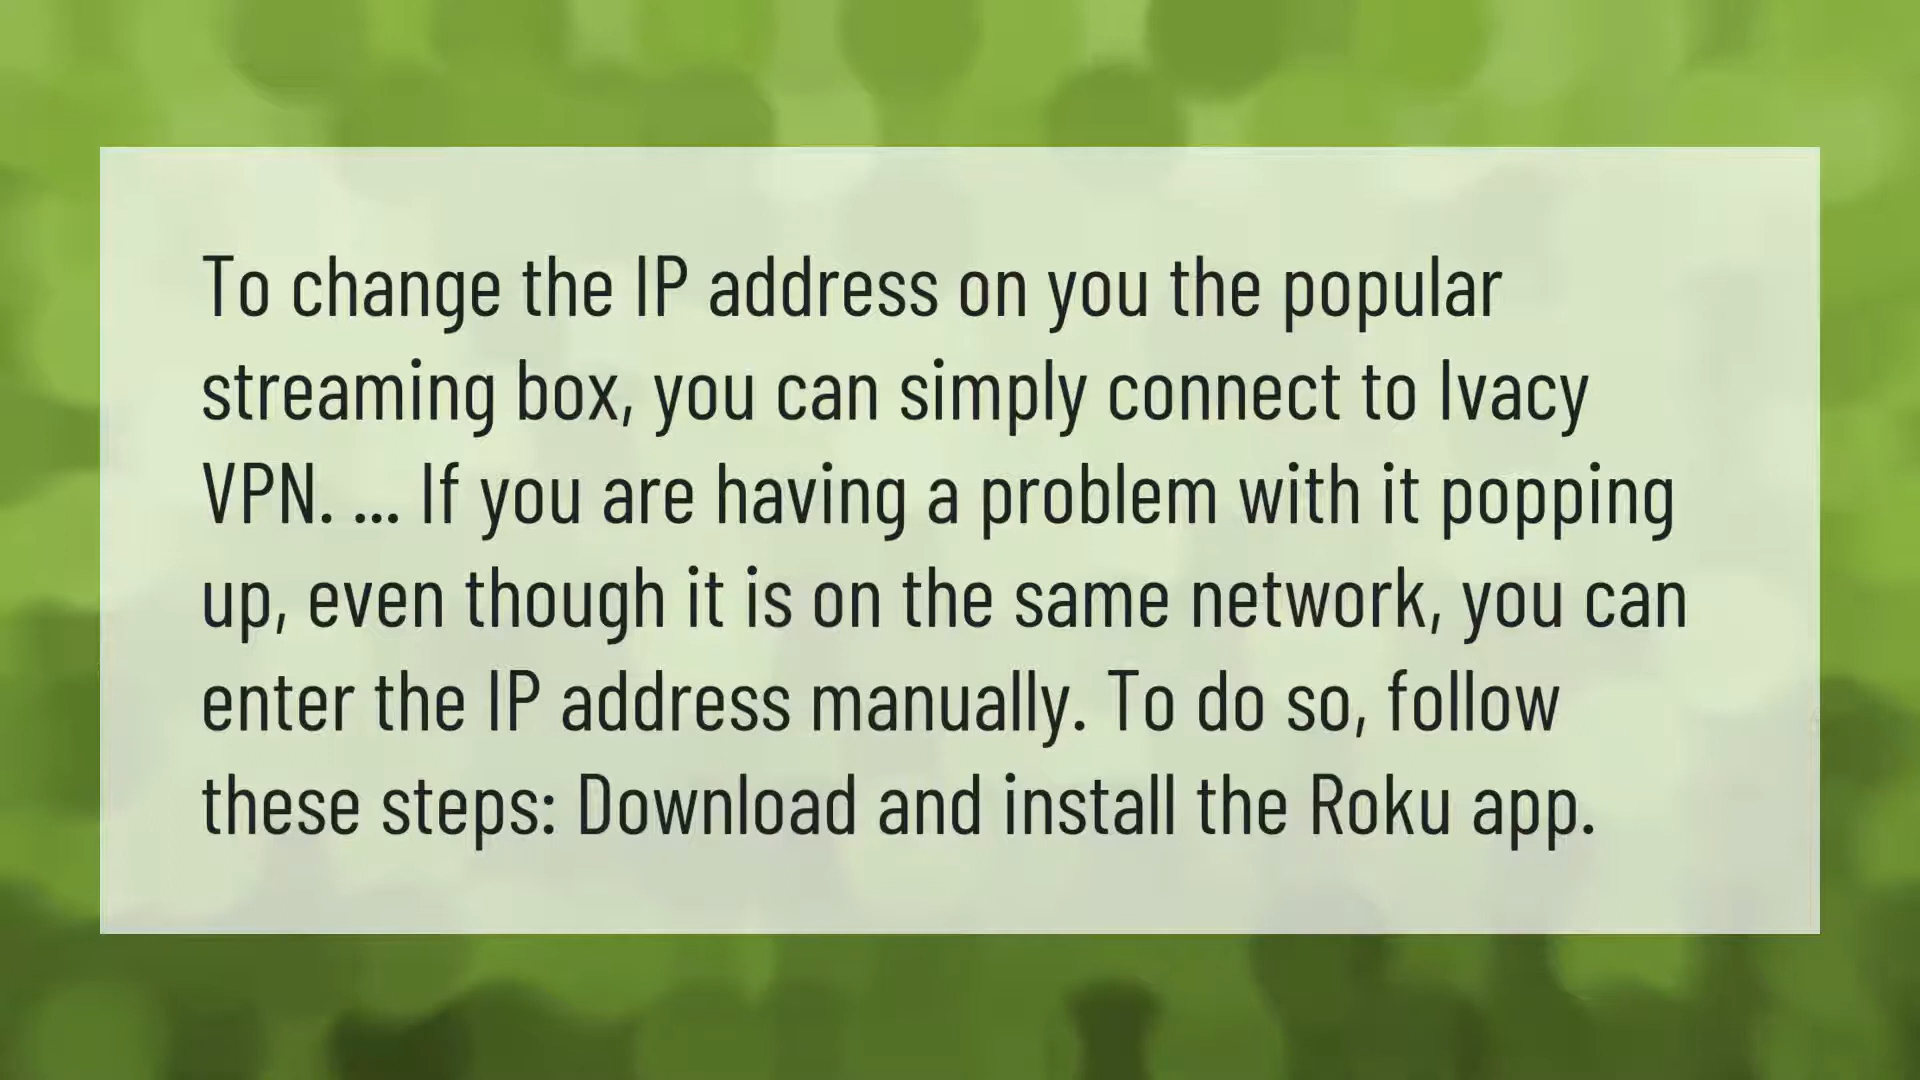 To change the IP address on you the popular
streaming box, you can simply connect to Ivacy
VPN. ... If you are having a problem with it popping
up, even though it is on the same network, you can
enter the IP address manually. To do so, follow
these steps: Download and install the Roku app.